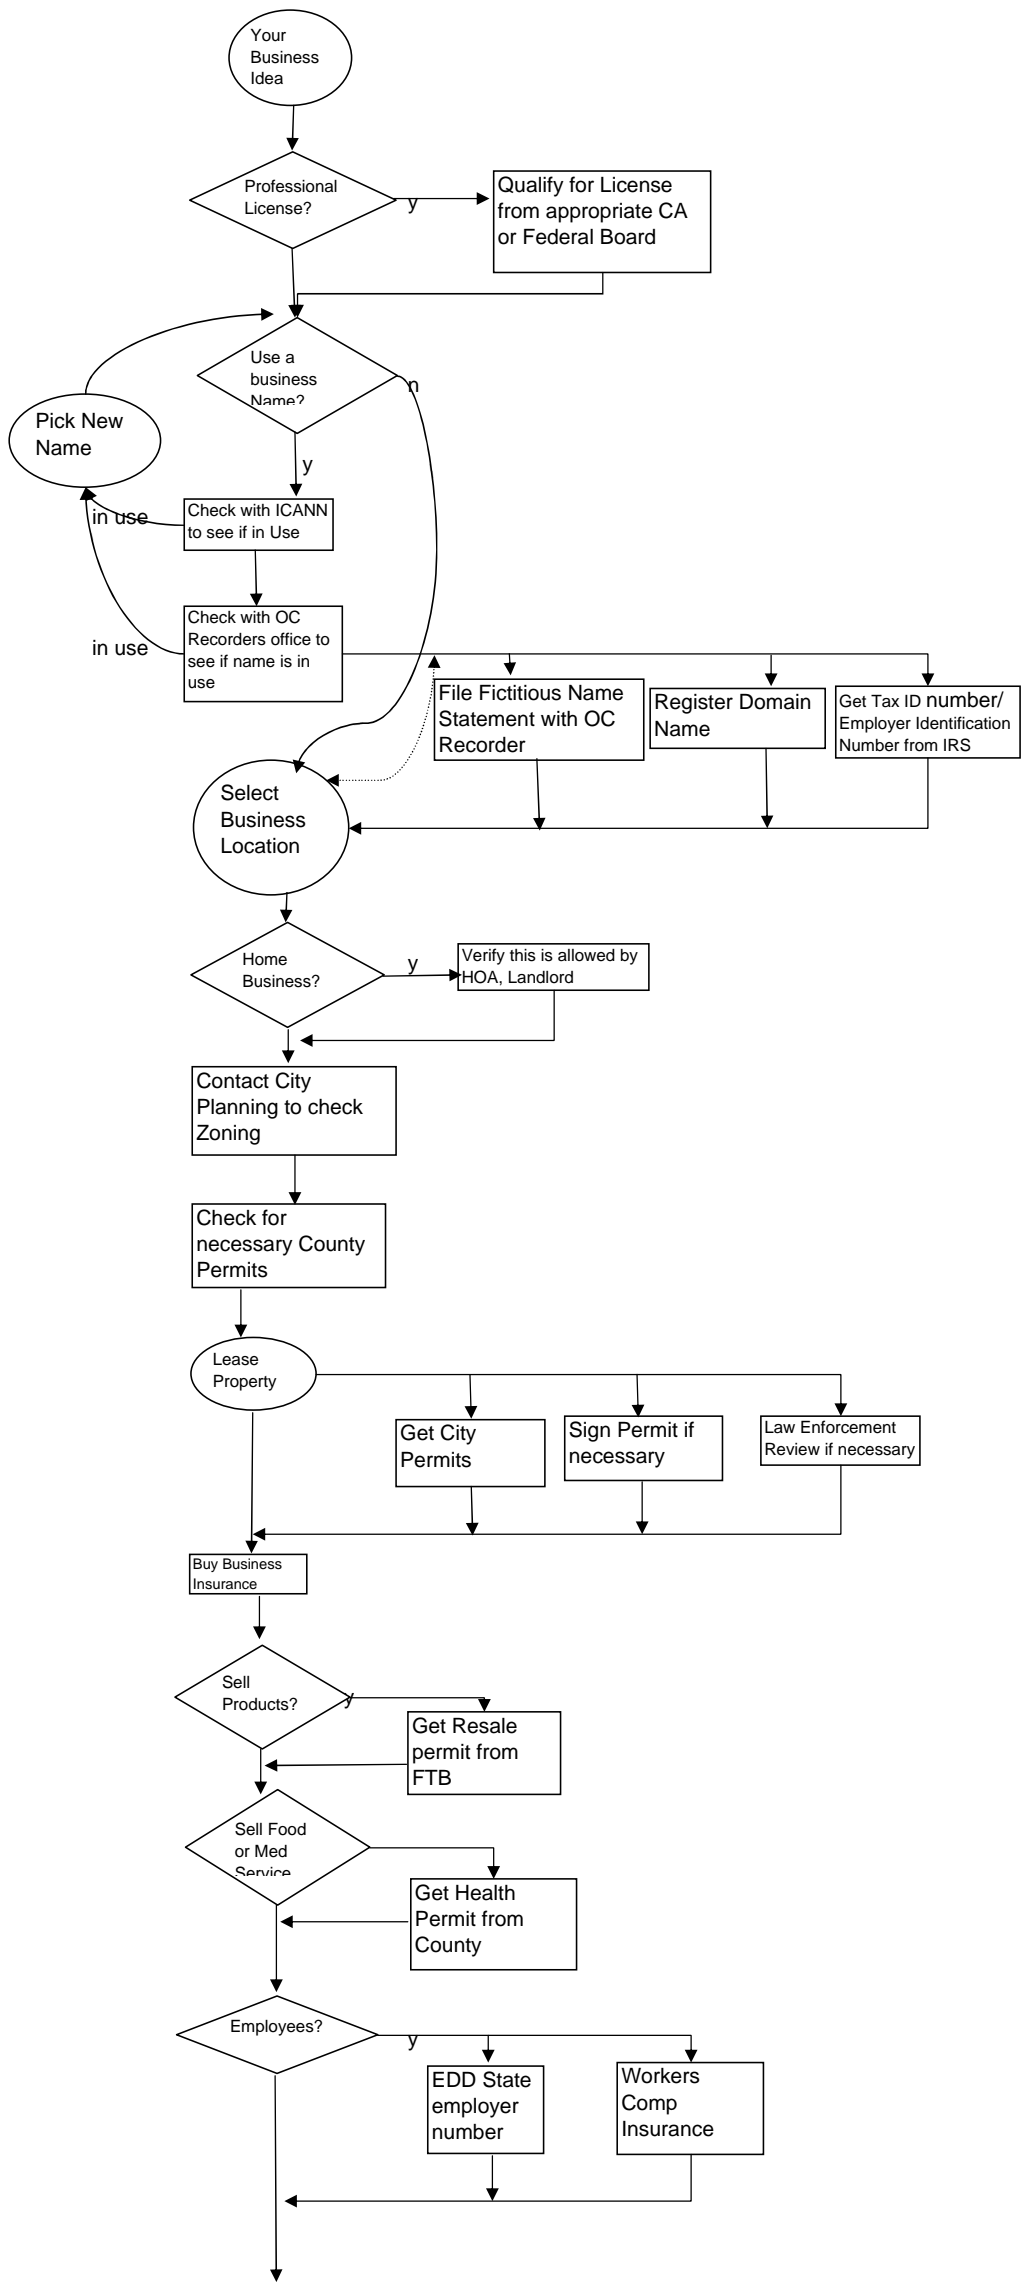 Your
Business
Idea
Professional
License?
y
Qualify for License
from appropriate CA
or Federal Board
Use a
business
Name?
n
Pick New
Name
y
in use
Check with ICANN
to see if in Use
in use
Check with OC
Recorders office to
see if name is in
use
File Fictitious Name
Statement with OC
Recorder
Register Domain
Name
Get Tax ID number/
Employer Identification
Number from IRS
Select
Business
Location
Home
Business?
y
Verify this is allowed by
HOA, Landlord
Contact City
Planning to check
Zoning
Check for
necessary County
Permits
Lease
Property
Get City
Permits
Sign Permit if
necessary
Law Enforcement
Review if necessary
Buy Business
Insurance
Sell
Products?
y
Get Resale
permit from
FTB
Sell Food
or Med
Service
Get Health
Permit from
County
Employees?
y
EDD State
employer
number
Workers
Comp
Insurance